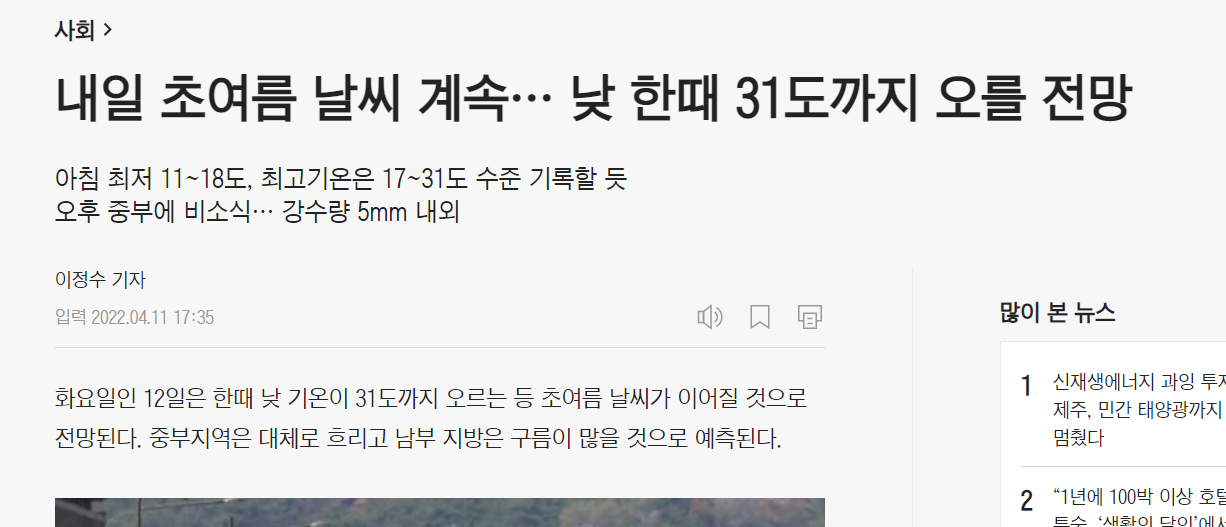 사회 >
내일 초여름 날씨 계속… 낮 한때 31도까지 오를 전망
아침 최저 11~18도, 최고기온은 17~31도 수준 기록할 듯
오후 중부에 비소식… 강수량 5mm 내외
이정수 기자
입력 2022.04.11 17:35
화요일인 12일은 한때 낮 기온이 31도까지 오르는 등 초여름 날씨가 이어질 것으로
전망된다. 중부지역은 대체로 흐리고 남부 지방은 구름이 많을 것으로 예측된다.
많이 본 뉴스
1 신재생에너지 과잉
제주, 민간 태양광까지
멈췄다
2 “1년에 100박 이상